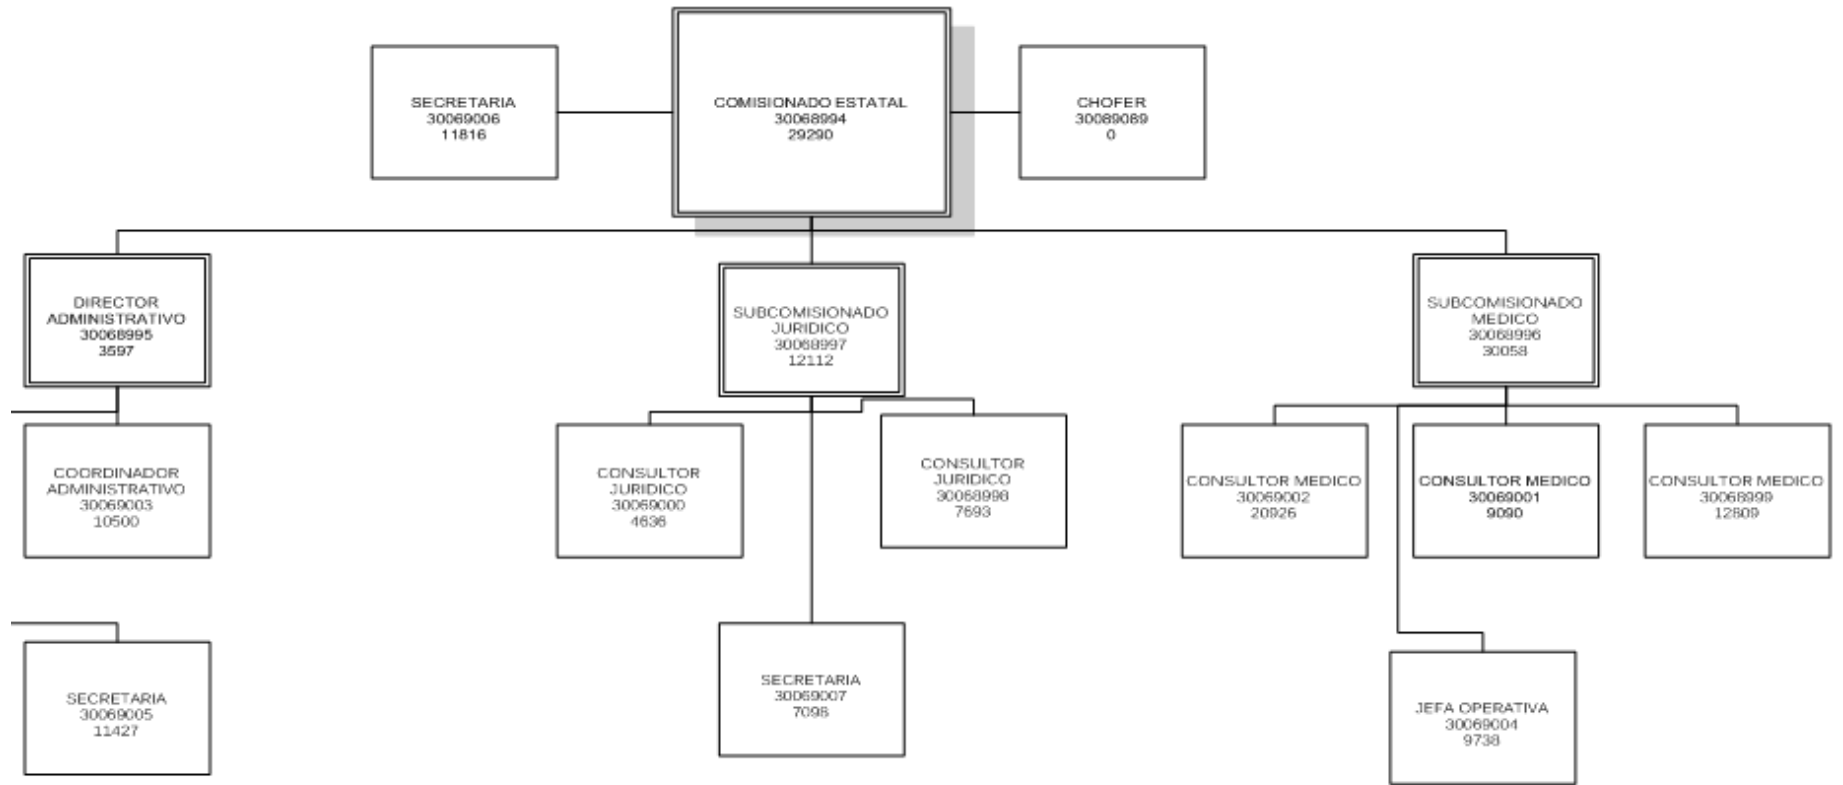 SECRETARIA
30069006
11816
COMISIONADO ESTATAL
30068994
29290
CHOFER
30089089
0
DIRECTOR
ADMINISTRATIVO
30068995
3597
SUBCOMISIONADO
JURIDICO
30068997
12112
SUBCOMISIONADO
MEDICO
30068996
30058
COORDINADOR
ADMINISTRATIVO
30069003
10500
CONSULTOR
JURIDICO
30069000
4636
CONSULTOR
JURIDICO
30068998
7693
CONSULTOR MEDICO
30069002
20926
CONSULTOR MEDICO
30069001
9090
CONSULTOR MEDICO
30068999
12809
SECRETARIA
30069005
11427
SECRETARIA
30069007
7098
JEFA OPERATIVA
30069004
9738